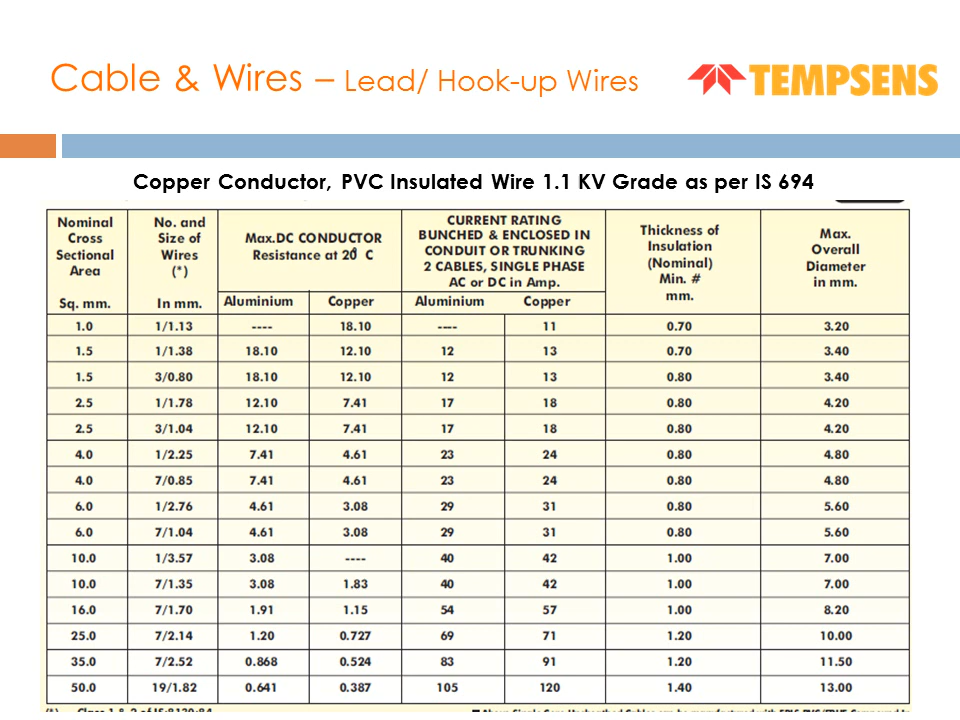 Cable & Wires – Lead/ Hook-up Wires
TEMPSENS
Copper Conductor, PVC Insulated Wire 1.1 KV Grade as per IS 694
Nominal Cross Sectional Area Sq. mm.
No. and Size of Wires (*) In mm.
Max.DC CONDUCTOR Resistance at 20° C
CURRENT RATING BUNCHED & ENCLOSED IN CONDUIT OR TRUNKING 2 CABLES, SINGLE PHASE AC or DC in Amp.
Thickness of Insulation (Nominal) Min. # mm.
Max. Overall Diameter in mm.
Aluminium Copper Aluminium Copper
1.0 1/1.13 ---- 18.10 ---- 11 0.70 3.20
1.5 1/1.38 18.10 12.10 12 13 0.70 3.40
1.5 3/0.80 18.10 12.10 12 13 0.80 3.40
2.5 1/1.78 12.10 7.41 17 18 0.80 4.20
2.5 3/1.04 12.10 7.41 17 18 0.80 4.20
4.0 1/2.25 7.41 4.61 23 24 0.80 4.80
4.0 7/0.85 7.41 4.61 23 24 0.80 4.80
6.0 1/2.76 4.61 3.08 29 31 0.80 5.60
6.0 7/1.04 4.61 3.08 29 31 0.80 5.60
10.0 1/3.57 3.08 ---- 40 42 1.00 7.00
10.0 7/1.35 3.08 1.83 40 42 1.00 7.00
16.0 7/1.70 1.91 1.15 54 57 1.00 8.20
25.0 7/2.14 1.20 0.727 69 71 1.20 10.00
35.0 7/2.52 0.868 0.524 83 91 1.20 11.50
50.0 19/1.82 0.641 0.387 105 120 1.40 13.00